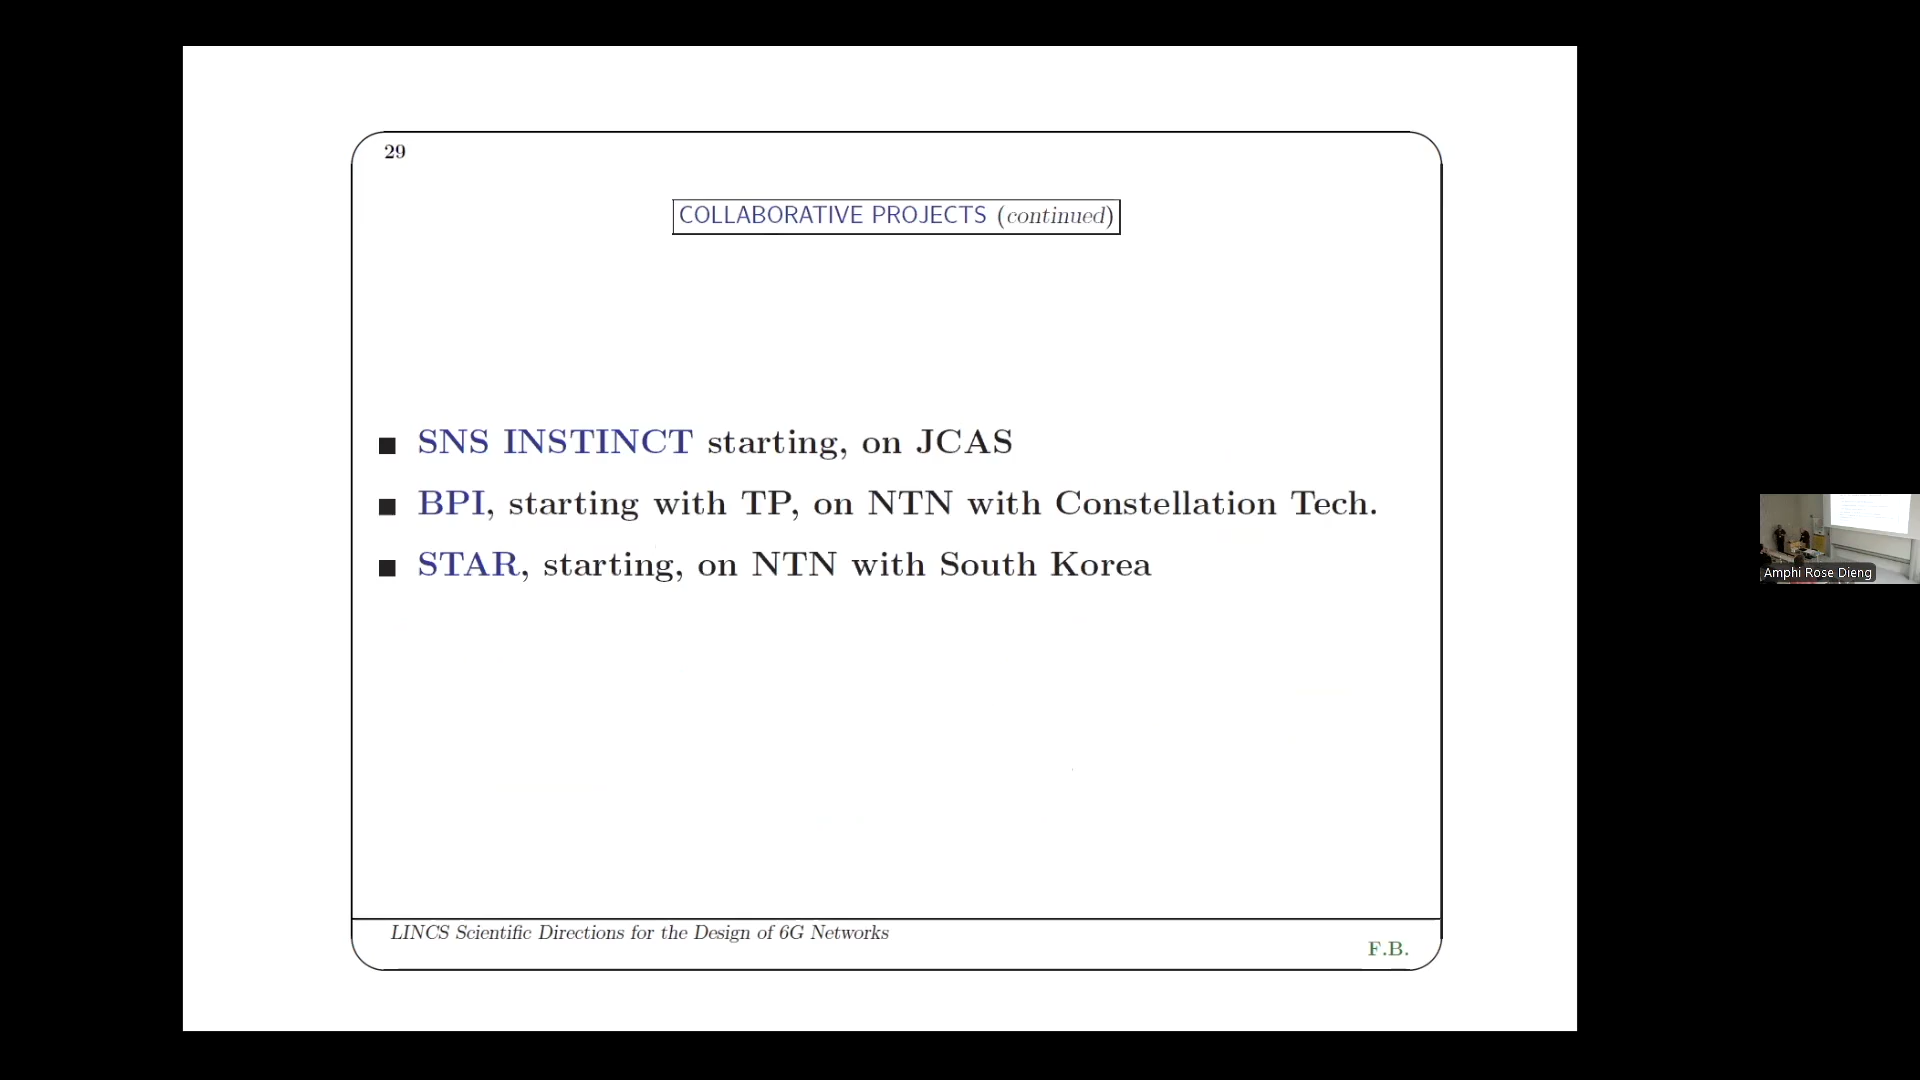 29
COLLABORATIVE PROJECTS (continued)
■ SNS INSTINCT starting, on JCAS
■ BPI, starting with TP, on NTN with Constellation Tech.
■ STAR, starting, on NTN with South Korea
LINCS Scientific Directions for the Design of 6G Networks
F.B.
Amphi Rose Dieng